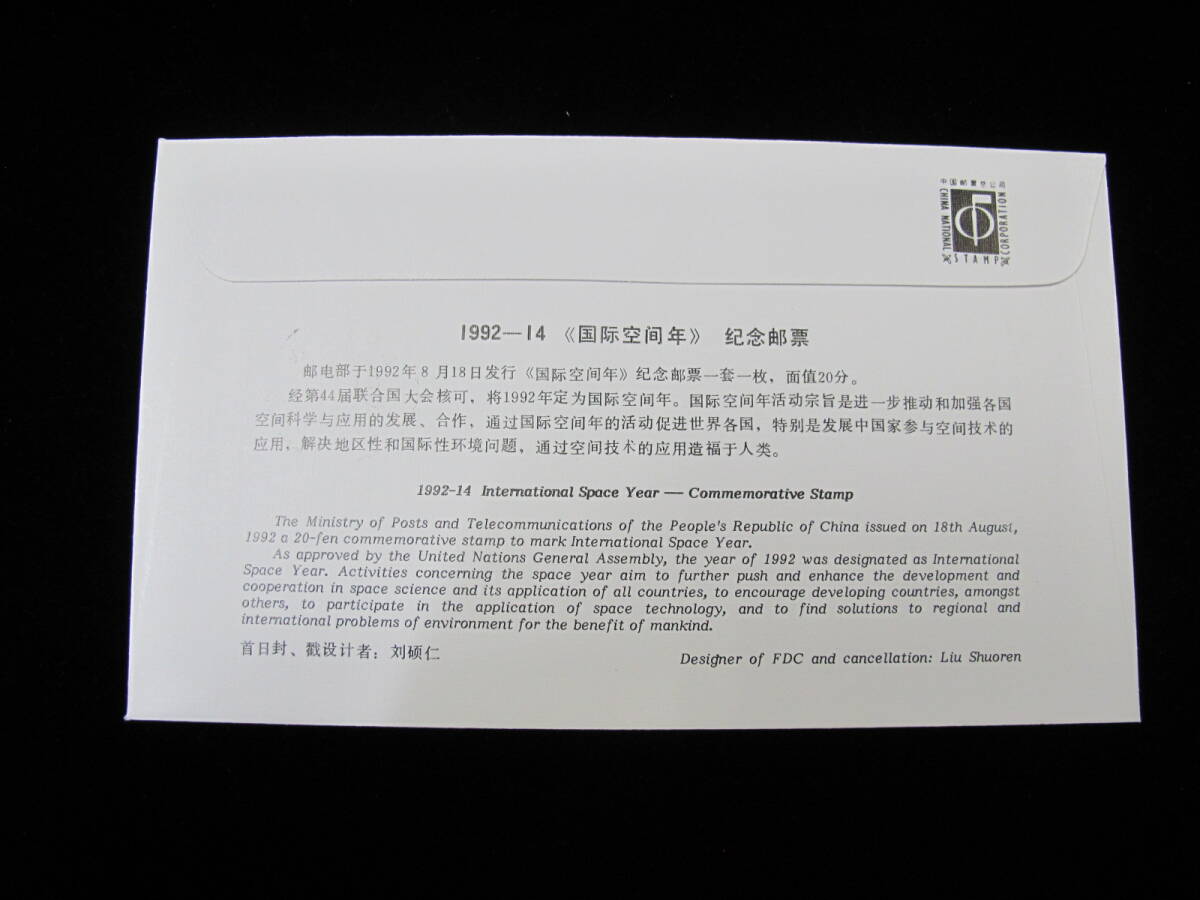 中国邮票总公司
CHINA NATIONAL
STAMP
CORPORATION
1992—14 《国际空间年》 纪念邮票
邮电部于1992年8月18日发行《国际空间年》纪念邮票一套一枚，面值20分。
经第44届联合国大会核可，将1992年定为国际空间年。国际空间年活动宗旨是进一步推动和加强各国
空间科学与应用的发展、合作，通过国际空间年的活动促进世界各国，特别是发展中国家参与空间技术的
应用，解决地区性和国际性环境问题，通过空间技术的应用造福于人类。
1992-14 International Space Year — Commemorative Stamp
The Ministry of Posts and Telecommunications of the People's Republic of China issued on 18th August,
1992 a 20-fen commemorative stamp to mark International Space Year.
As approved by the United Nations General Assembly, the year of 1992 was designated as International
Space Year. Activities concerning the space year aim to further push and enhance the development and
cooperation in space science and its application of all countries, to encourage developing countries, amongst
others, to participate in the application of space technology, and to find solutions to regional and
international problems of environment for the benefit of mankind.
首日封、戳设计者：刘硕仁
Designer of FDC and cancellation: Liu Shuoren